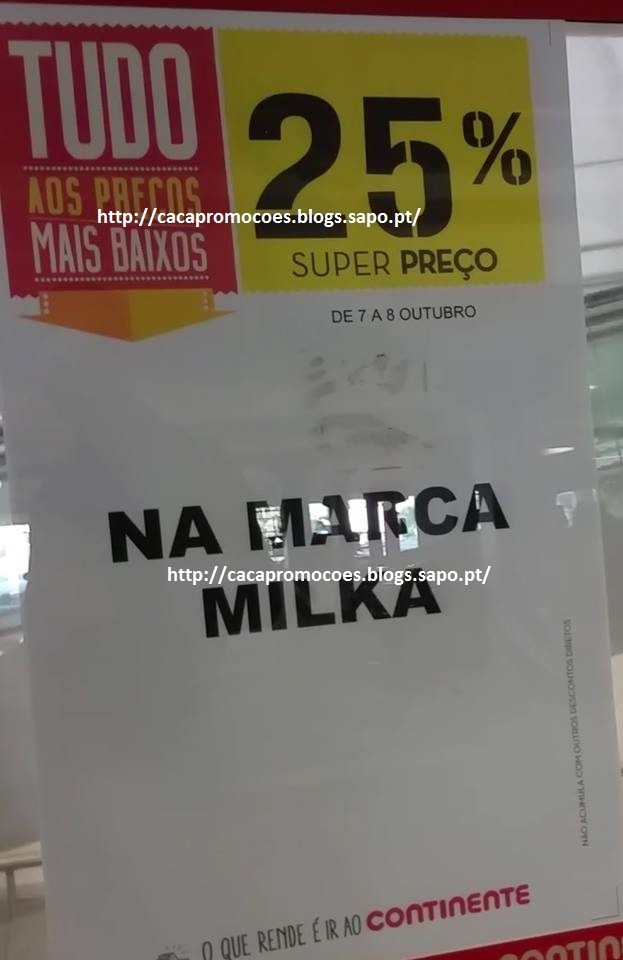 TUDO
AOS PREÇOS
MAIS BAIXOS
25%
SUPER PREÇO
http://cacapromocoes.blogs.sapo.pt/
DE 7 A 8 OUTUBRO
NA MARCA
http://cacapromocoes.blogs.sapo.pt/
MILKA
NÃO ACUMULA COM OUTROS DESCONTOS DIRETOS
O QUE RENDE É IR AO CONTINENTE
CONTIN